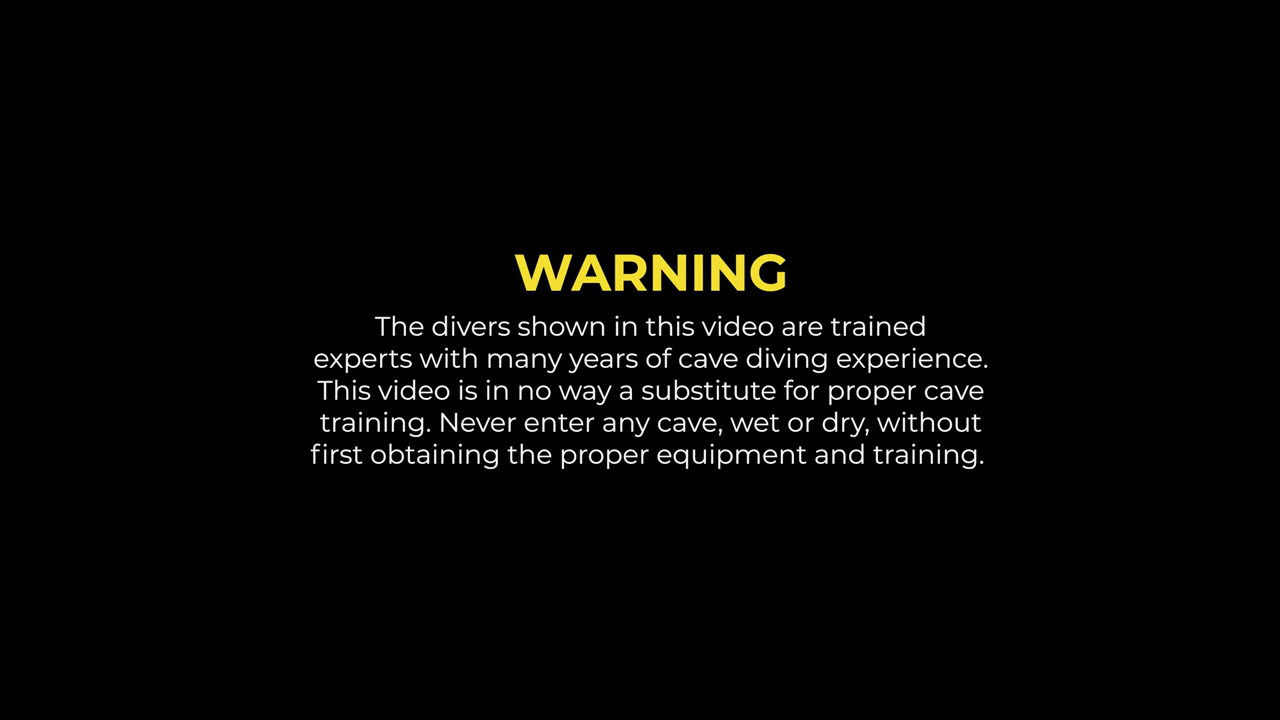 WARNING
The divers shown in this video are trained
experts with many years of cave diving experience.
This video is in no way a substitute for proper cave
training. Never enter any cave, wet or dry, without
first obtaining the proper equipment and training.